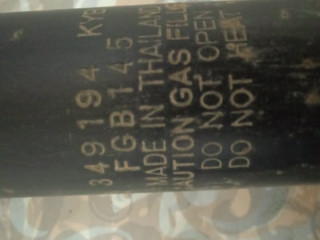 349194 KYB
FGB145
MADE IN THAILAND
CAUTION GAS FILLED
DO NOT OPEN
DO NOT HEAT